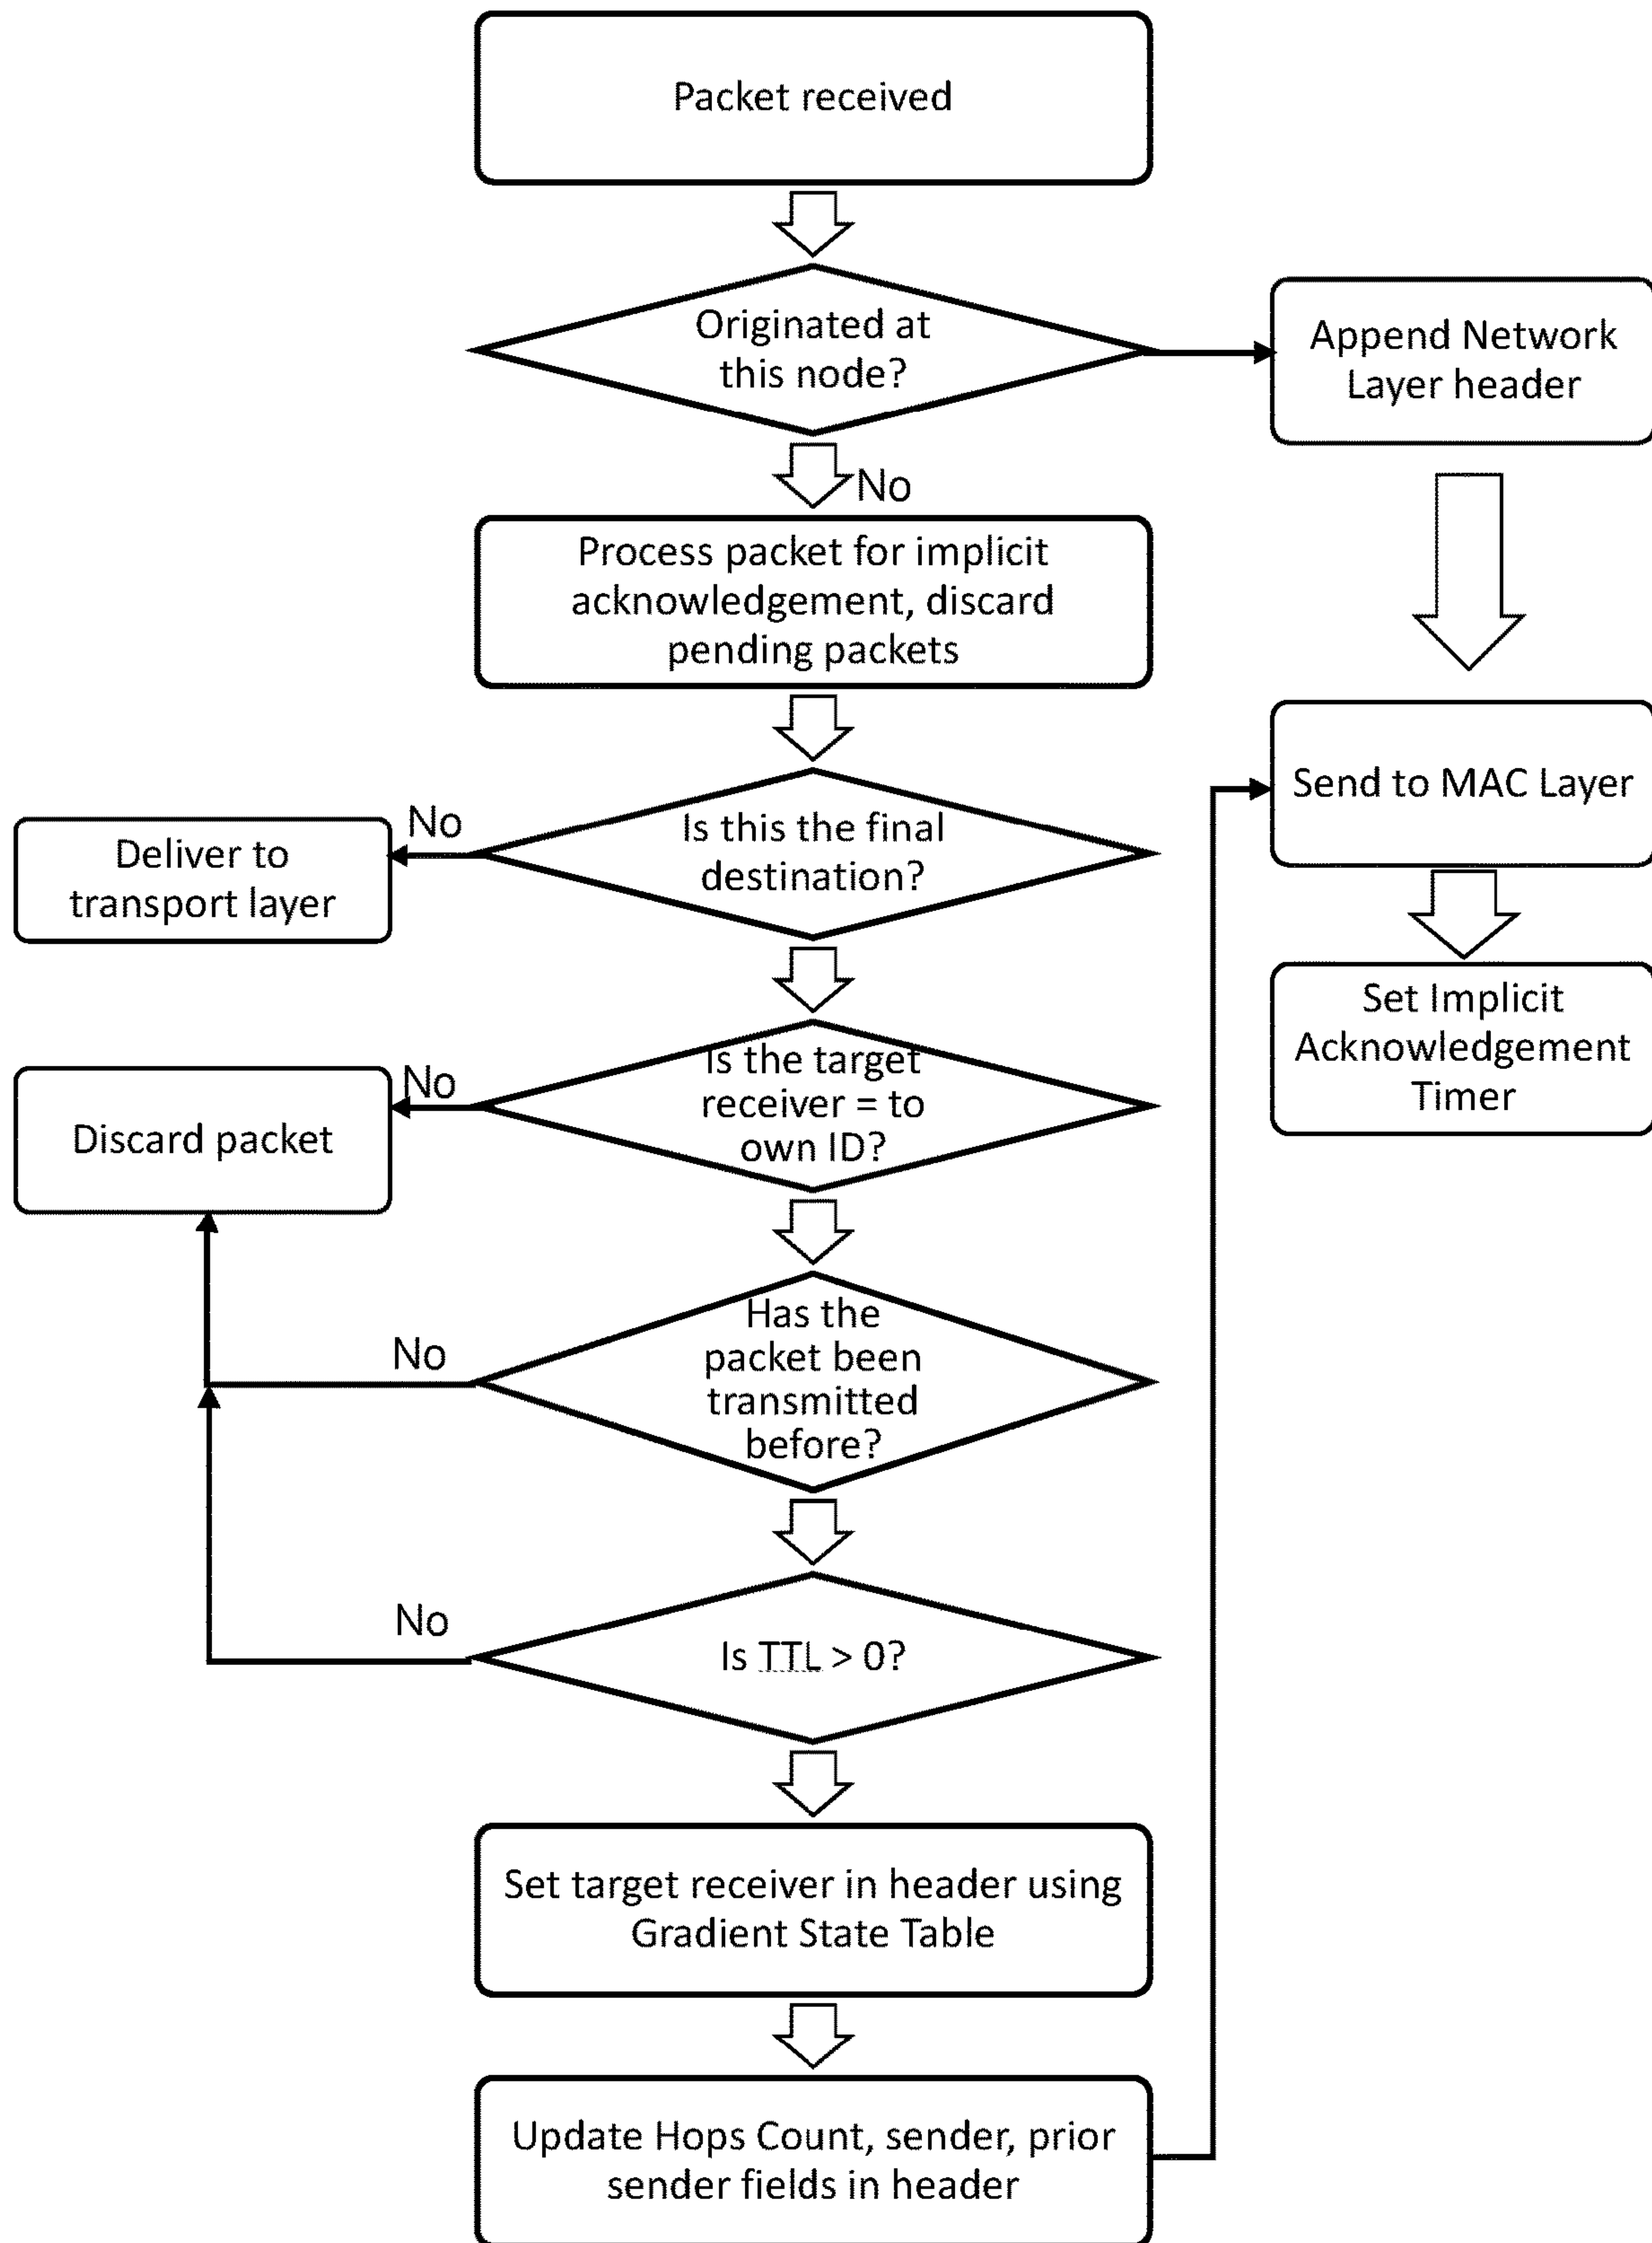 Packet received
Originated at
this node?
Append Network
Layer header
No
Process packet for implicit
acknowledgement, discard
pending packets
Send to MAC Layer
No
Is this the final
destination?
Deliver to
transport layer
Set Implicit
Acknowledgement
Timer
No
Is the target
receiver = to
own ID?
Discard packet
Has the
packet been
transmitted
before?
No
No
Is TTL > 0?
Set target receiver in header using
Gradient State Table
Update Hops Count, sender, prior
sender fields in header